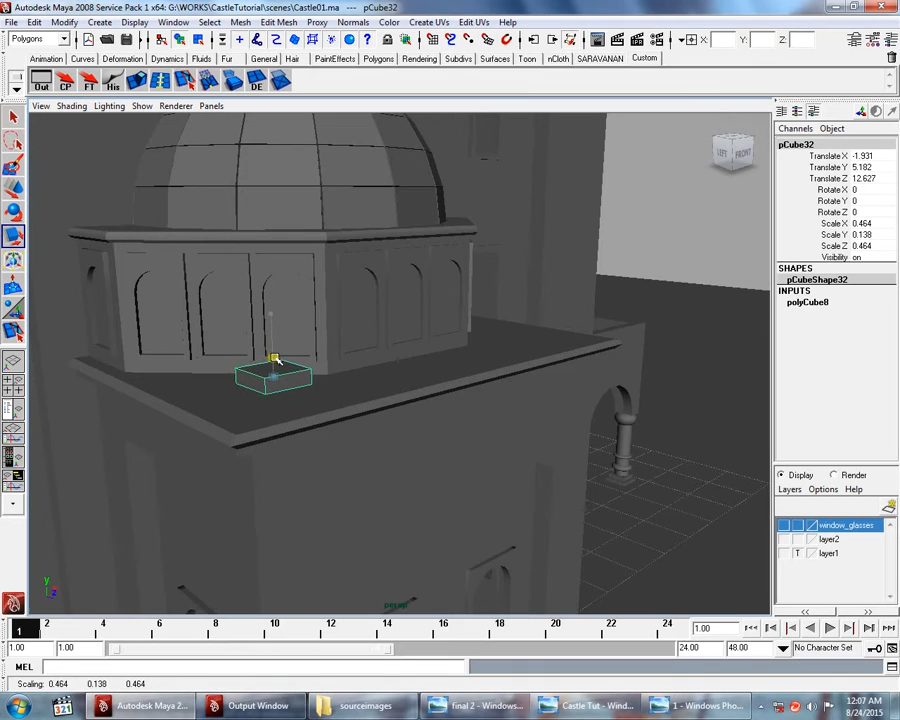 Autodesk Maya 2008 Service Pack 1 x64: G:\WORKS\CastleTutorial\scenes\Castle01.ma --- pCube32
File Edit Modify Create Display Window Select Mesh Edit Mesh Proxy Normals Color Create UVs Edit UVs Help
Polygons X: Y: Z:
Animation Curves Deformation Dynamics Fluids Fur General Hair PaintEffects Polygons Rendering Subdivs Surfaces Toon nCloth SARAVANAN Custom
Out CP FT His DE
View Shading Lighting Show Renderer Panels
LEFT FRONT
y
z
persp
Channels Object
pCube32
Translate X -1.931
Translate Y 5.182
Translate Z 12.627
Rotate X 0
Rotate Y 0
Rotate Z 0
Scale X 0.464
Scale Y 0.138
Scale Z 0.464
Visibility on
SHAPES
pCubeShape32
INPUTS
polyCube8
Display Render
Layers Options Help
window_glasses
layer2
T layer1
1 2 4 6 8 10 12 14 16 18 20 22 24 1.00
1.00 1.00 24.00 48.00 No Character Set
MEL
Scaling: 0.464 0.138 0.464
321 Autodesk Maya 2... Output Window sourceimages final 2 - Windows... Castle Tut - Wind... 1 - Windows Pho...
12:07 AM
8/24/2015